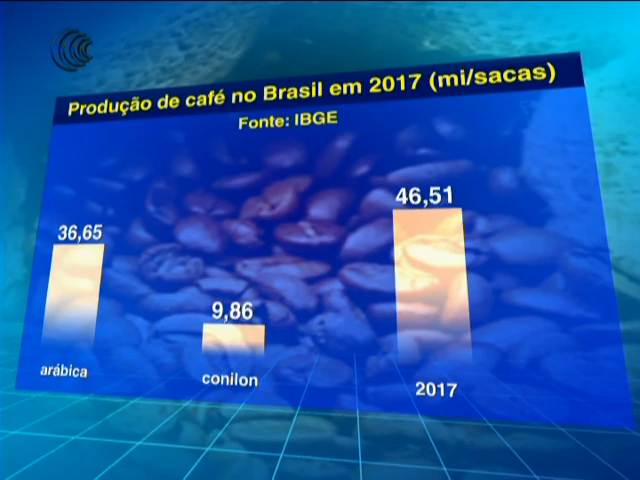 Produção de café no Brasil em 2017 (mi/sacas)
Fonte: IBGE
36,65
9,86
46,51
arábica
conilon
2017